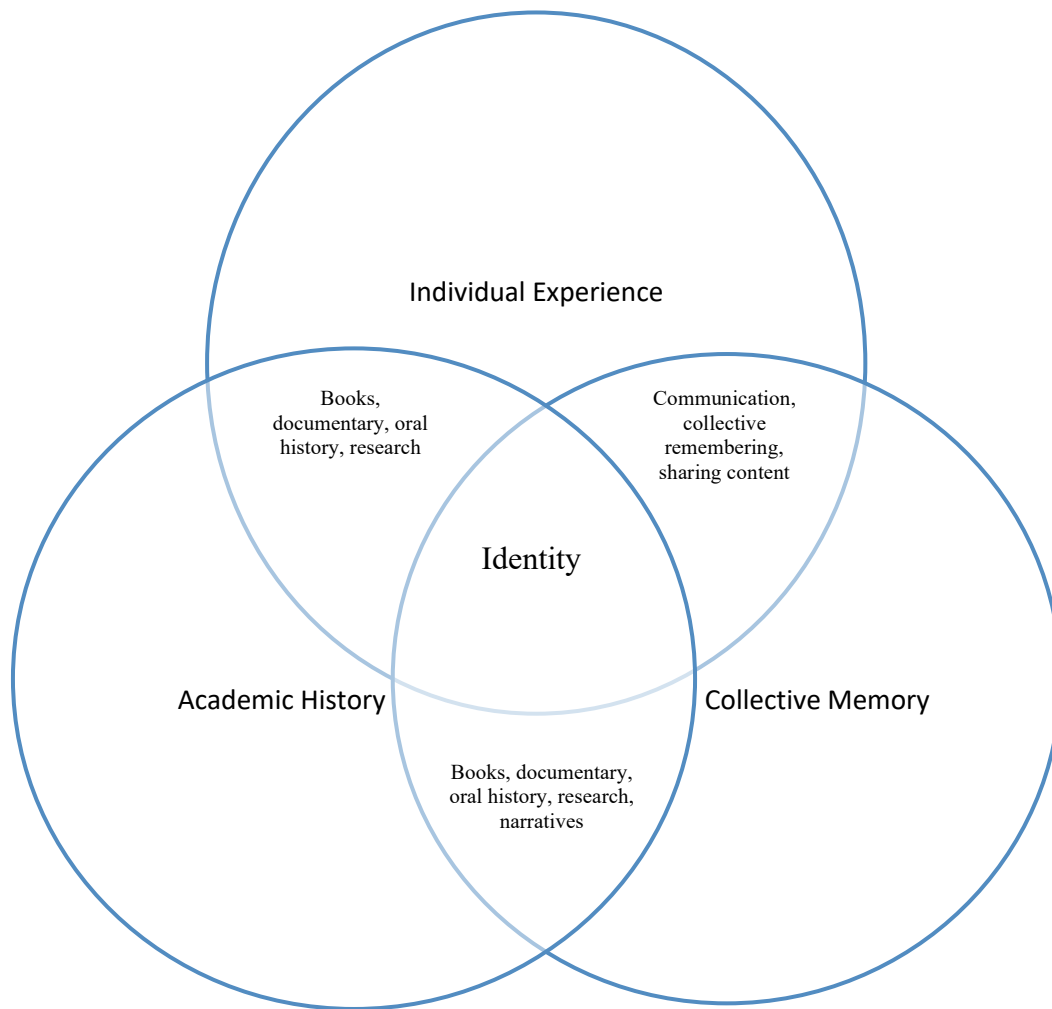 Individual Experience
Books,
documentary, oral
history, research
Communication,
collective
remembering,
sharing content
Identity
Academic History
Collective Memory
Books, documentary,
oral history, research,
narratives